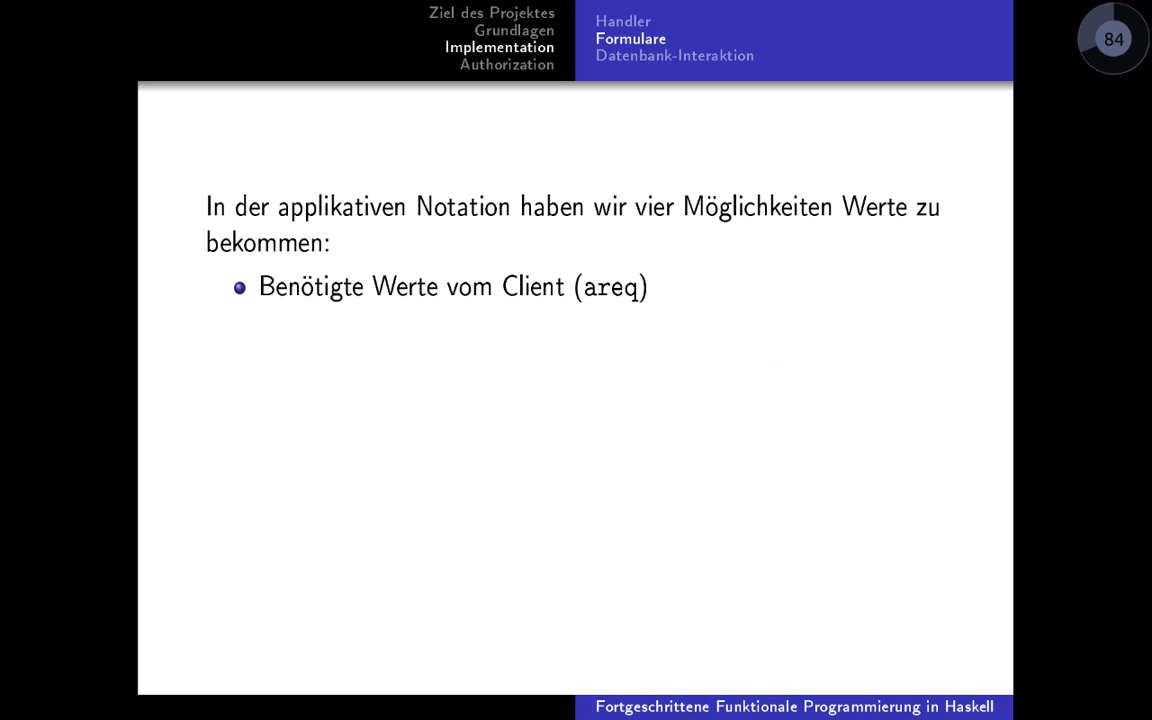 Ziel des Projektes
Grundlagen
Implementation
Authorization
Handler
Formulare
Datenbank-Interaktion
84
In der applikativen Notation haben wir vier Möglichkeiten Werte zu
bekommen:
Benötigte Werte vom Client (areq)
Fortgeschrittene Funktionale Programmierung in Haskell